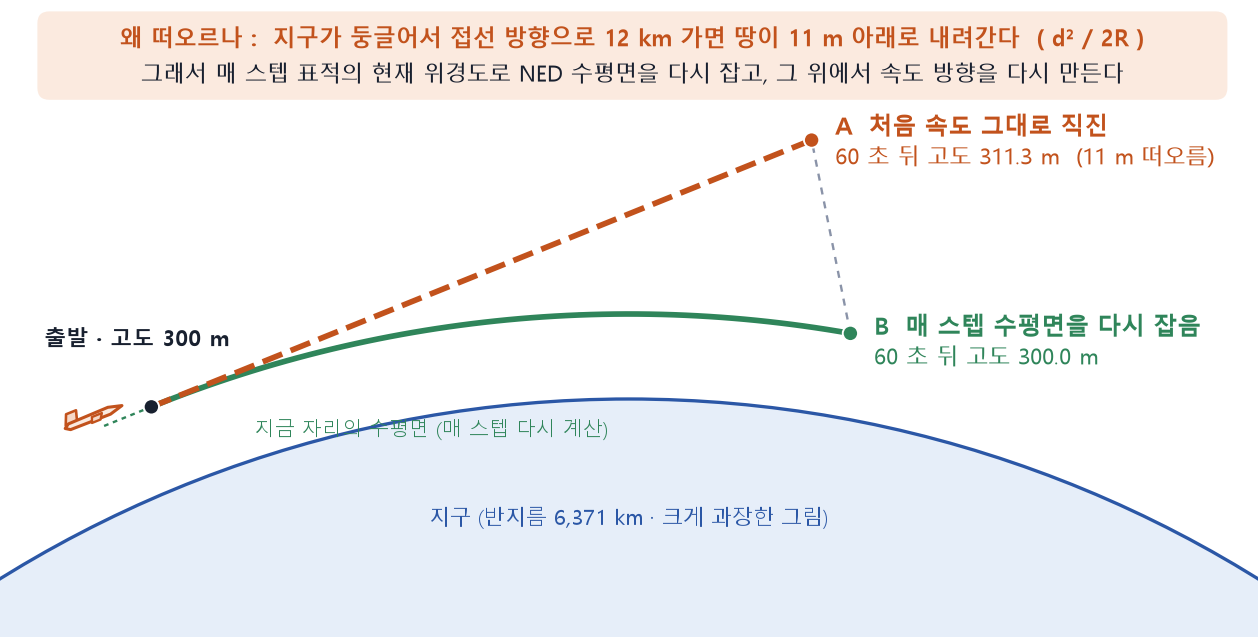 왜 떠오르나 : 지구가 둥글어서 접선 방향으로 12 km 가면 땅이 11 m 아래로 내려간다 ( d² / 2R )
그래서 매 스텝 표적의 현재 위경도로 NED 수평면을 다시 잡고, 그 위에서 속도 방향을 다시 만든다
A 처음 속도 그대로 직진
60 초 뒤 고도 311.3 m (11 m 떠오름)
출발 · 고도 300 m
B 매 스텝 수평면을 다시 잡음
60 초 뒤 고도 300.0 m
지금 자리의 수평면 (매 스텝 다시 계산)
지구 (반지름 6,371 km · 크게 과장한 그림)